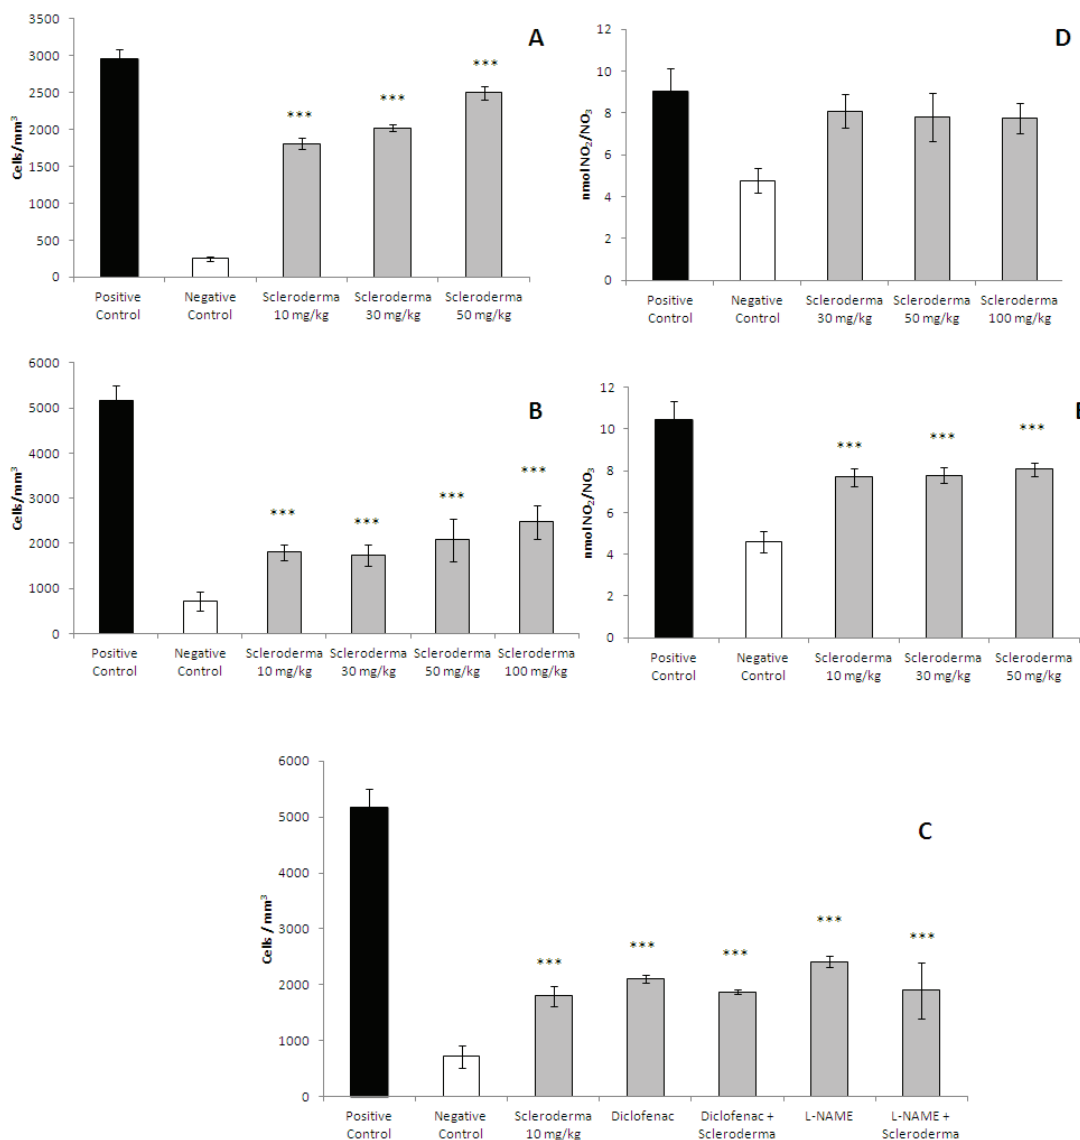 A
Cells/mm³
3500
3000
2500
2000
1500
1000
500
0
***
***
***
Positive Control
Negative Control
Scleroderma 10 mg/kg
Scleroderma 30 mg/kg
Scleroderma 50 mg/kg
D
nmol NO₂/NO₃
12
10
8
6
4
2
0
Positive Control
Negative Control
Scleroderma 30 mg/kg
Scleroderma 50 mg/kg
Scleroderma 100 mg/kg
B
Cells/mm³
6000
5000
4000
3000
2000
1000
0
***
***
***
***
Positive Control
Negative Control
Scleroderma 10 mg/kg
Scleroderma 30 mg/kg
Scleroderma 50 mg/kg
Scleroderma 100 mg/kg
nmol NO₂/NO₃
12
10
8
6
4
2
0
***
***
***
Positive Control
Negative Control
Scleroderma 10 mg/kg
Scleroderma 30 mg/kg
Scleroderma 50 mg/kg
C
Cells / mm³
6000
5000
4000
3000
2000
1000
0
***
***
***
***
***
Positive Control
Negative Control
Scleroderma 10 mg/kg
Diclofenac
Diclofenac + Scleroderma
L-NAME
L-NAME + Scleroderma